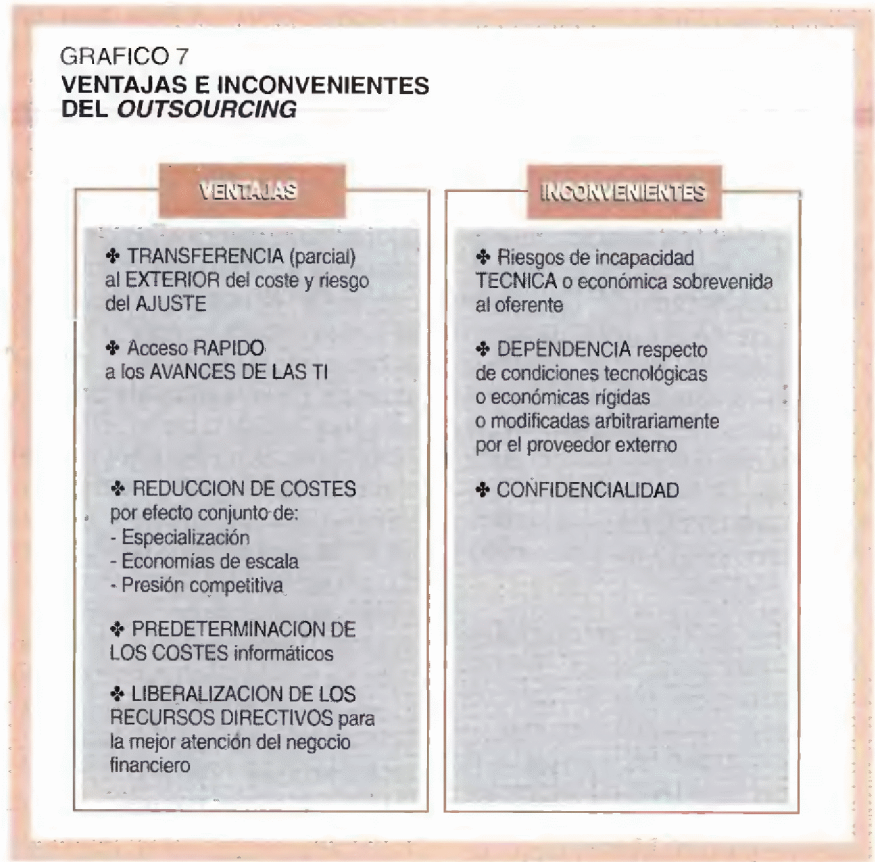 GRAFICO 7
VENTAJAS E INCONVENIENTES
DEL OUTSOURCING
VENTAJAS
✤ TRANSFERENCIA (parcial)
al EXTERIOR del coste y riesgo
del AJUSTE
✤ Acceso RAPIDO
a los AVANCES DE LAS TI
✤ REDUCCION DE COSTES
por efecto conjunto de:
- Especialización
- Economías de escala
- Presión competitiva
✤ PREDETERMINACION DE
LOS COSTES informáticos
✤ LIBERALIZACION DE LOS
RECURSOS DIRECTIVOS para
la mejor atención del negocio
financiero
INCONVENIENTES
✤ Riesgos de incapacidad
TECNICA o económica sobrevenida
al oferente
✤ DEPENDENCIA respecto
de condiciones tecnológicas
o económicas rígidas
o modificadas arbitrariamente
por el proveedor externo
✤ CONFIDENCIALIDAD